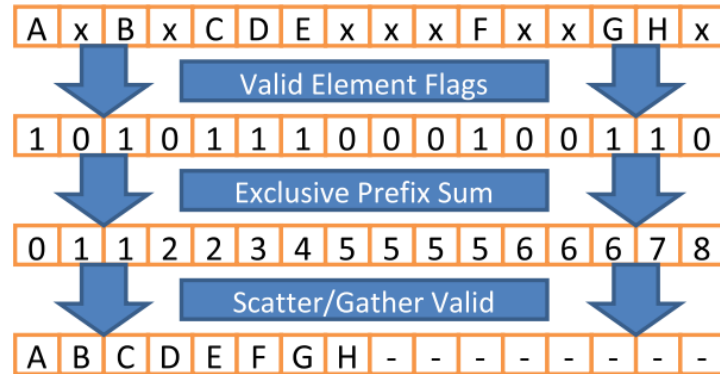 A x B x C D E x x x F x x G H x
Valid Element Flags
1 0 1 0 1 1 1 0 0 0 1 0 0 1 1 0
Exclusive Prefix Sum
0 1 1 2 2 3 4 5 5 5 5 6 6 6 7 8
Scatter/Gather Valid
A B C D E F G H - - - - - - - -